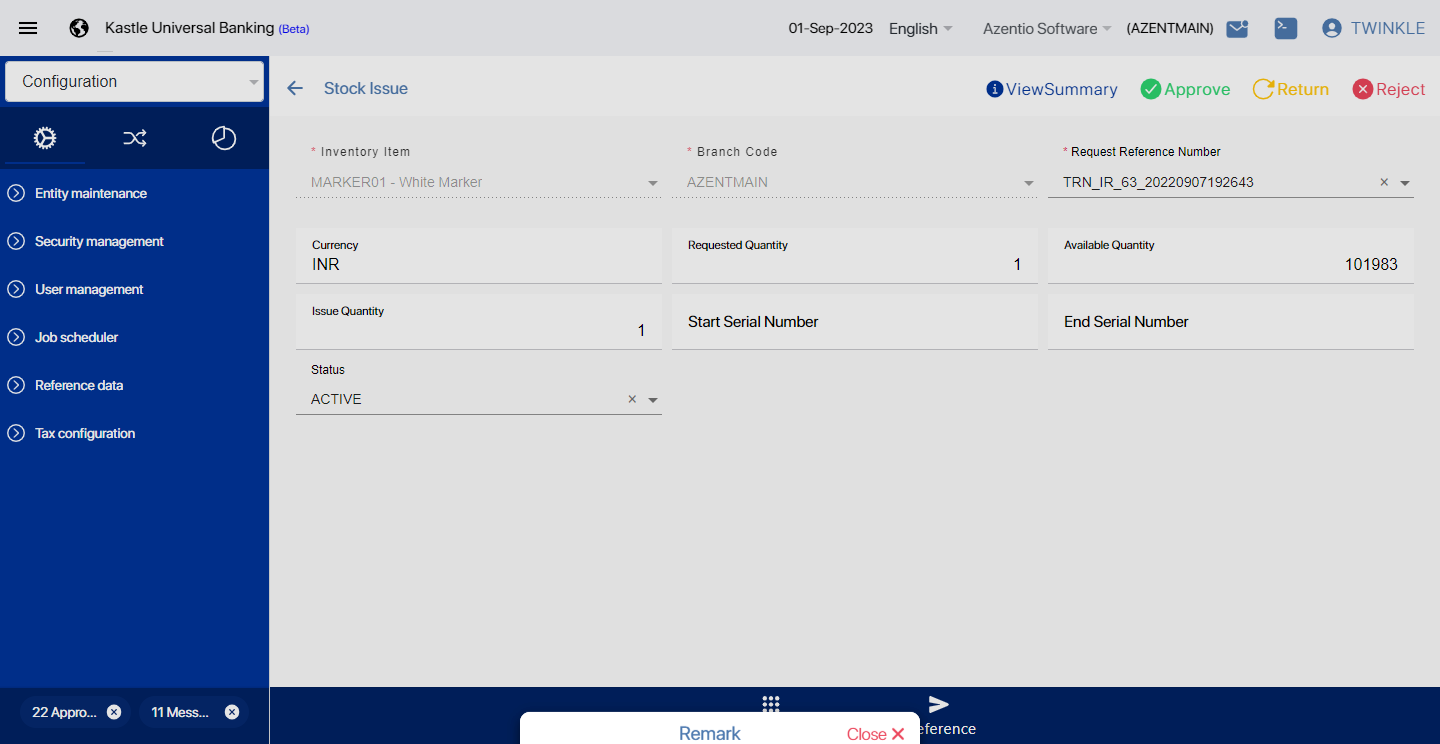 Kastle Universal Banking (Beta)
01-Sep-2023 English Azentio Software (AZENTMAIN) TWINKLE
Configuration
Stock Issue
ViewSummary Approve Return Reject
Entity maintenance
Security management
User management
Job scheduler
Reference data
Tax configuration
* Inventory Item * Branch Code * Request Reference Number
MARKER01 - White Marker AZENTMAIN TRN_IR_63_20220907192643
Currency Requested Quantity Available Quantity
INR 1 101983
Issue Quantity
1 Start Serial Number End Serial Number
Status
ACTIVE
22 Appro... 11 Mess...
eference
Remark Close